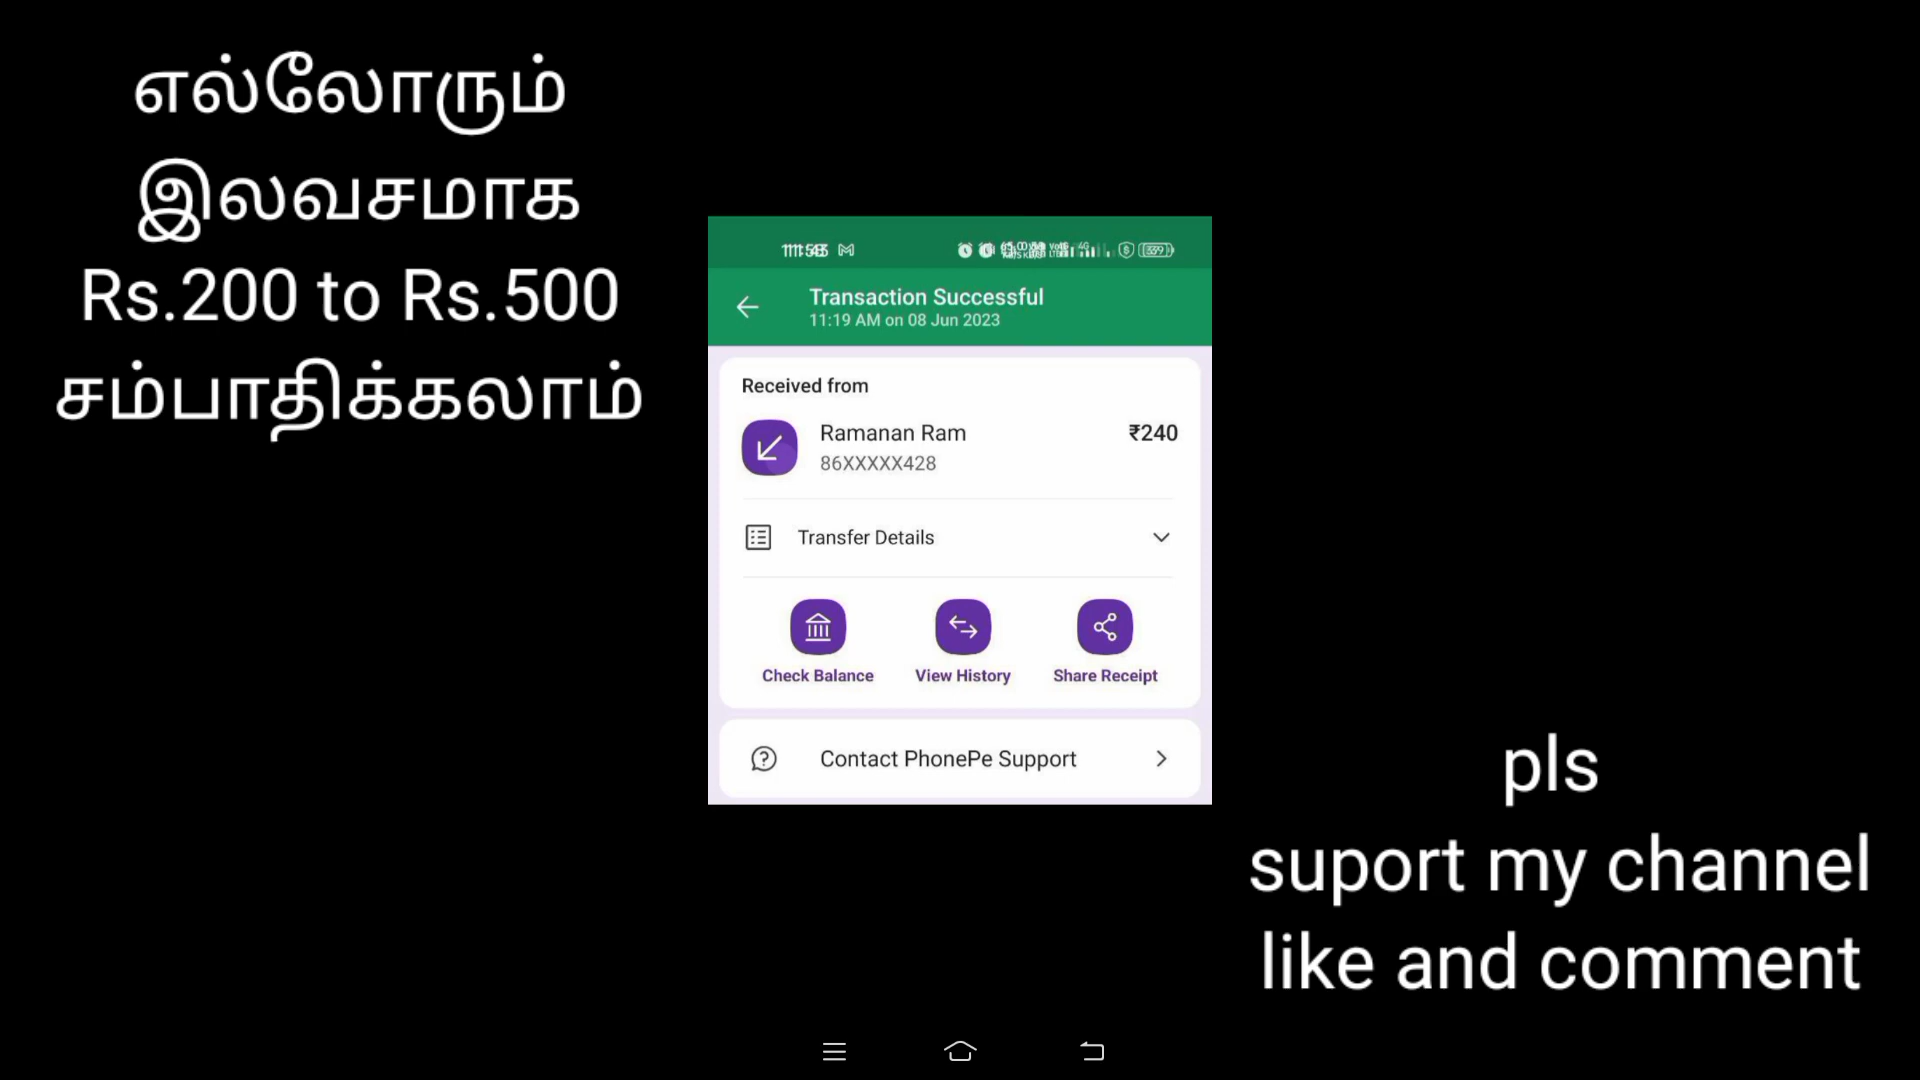 எல்லோரும்
இலவசமாக
Rs.200 to Rs.500
சம்பாதிக்கலாம்
Transaction Successful
11:19 AM on 08 Jun 2023
Received from
Ramanan Ram
₹240
86XXXXX428
Transfer Details
Check Balance
View History
Share Receipt
Contact PhonePe Support
pls
suport my channel
like and comment